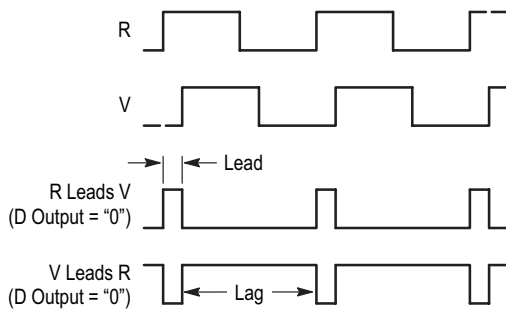 R
V
Lead
R Leads V
(D Output = “0”)
V Leads R
(D Output = “0”)
Lag